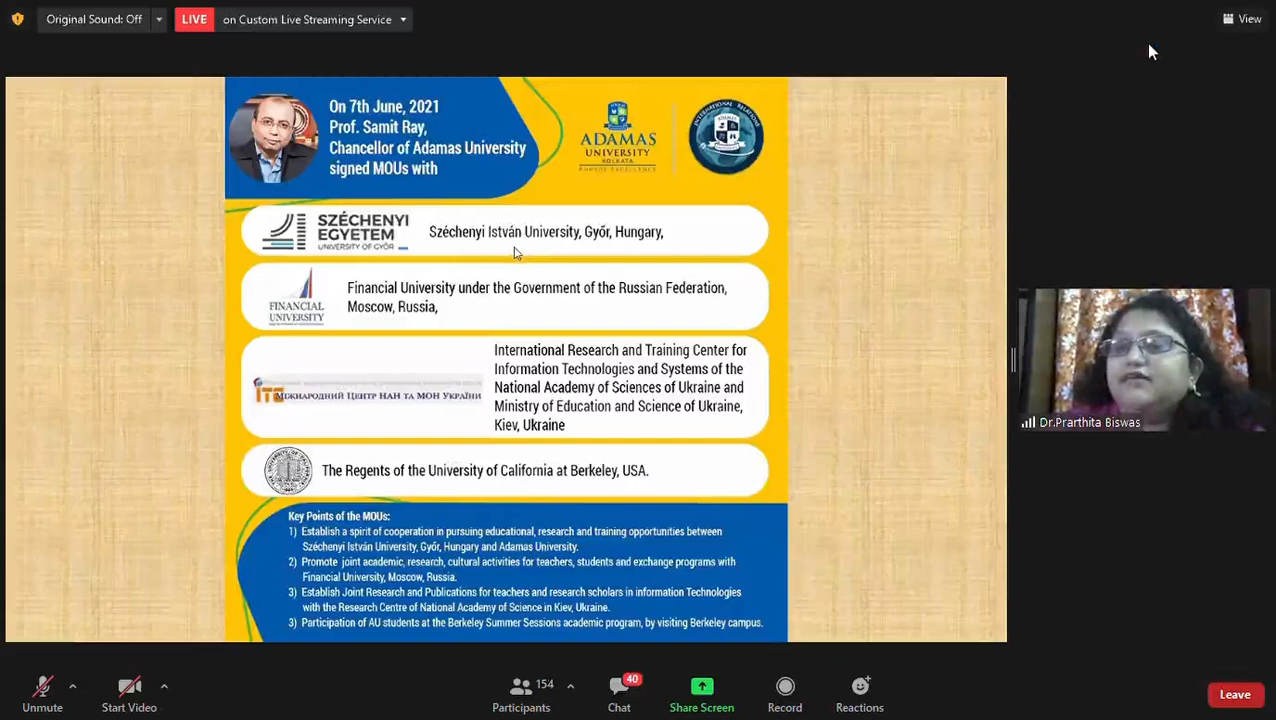 Original Sound: Off
LIVE
on Custom Live Streaming Service
View
On 7th June, 2021
Prof. Samit Ray,
Chancellor of Adamas University
signed MOUs with
ADAMAS
UNIVERSITY
KOLKATA
INTERNATIONAL RELATIONS
SZÉCHENYI
EGYETEM
UNIVERSITY OF GYŐR
Széchenyi István University, Győr, Hungary,
FINANCIAL
UNIVERSITY
Financial University under the Government of the Russian Federation,
Moscow, Russia,
МІЖНАРОДНИЙ ЦЕНТР НАН ТА МОН УКРАЇНИ
International Research and Training Center for
Information Technologies and Systems of the
National Academy of Sciences of Ukraine and
Ministry of Education and Science of Ukraine,
Kiev, Ukraine
The Regents of the University of California at Berkeley, USA.
Key Points of the MOUs:
1) Establish a spirit of cooperation in pursuing educational, research and training opportunities between
Széchenyi István University, Győr, Hungary and Adamas University.
2) Promote joint academic, research, cultural activities for teachers, students and exchange programs with
Financial University, Moscow, Russia.
3) Establish Joint Research and Publications for teachers and research scholars in information Technologies
with the Research Centre of National Academy of Science in Kiev, Ukraine.
3) Participation of AU students at the Berkeley Summer Sessions academic program, by visiting Berkeley campus.
Dr.Prarthita Biswas
Unmute
Start Video
154
Participants
40
Chat
Share Screen
Record
Reactions
Leave